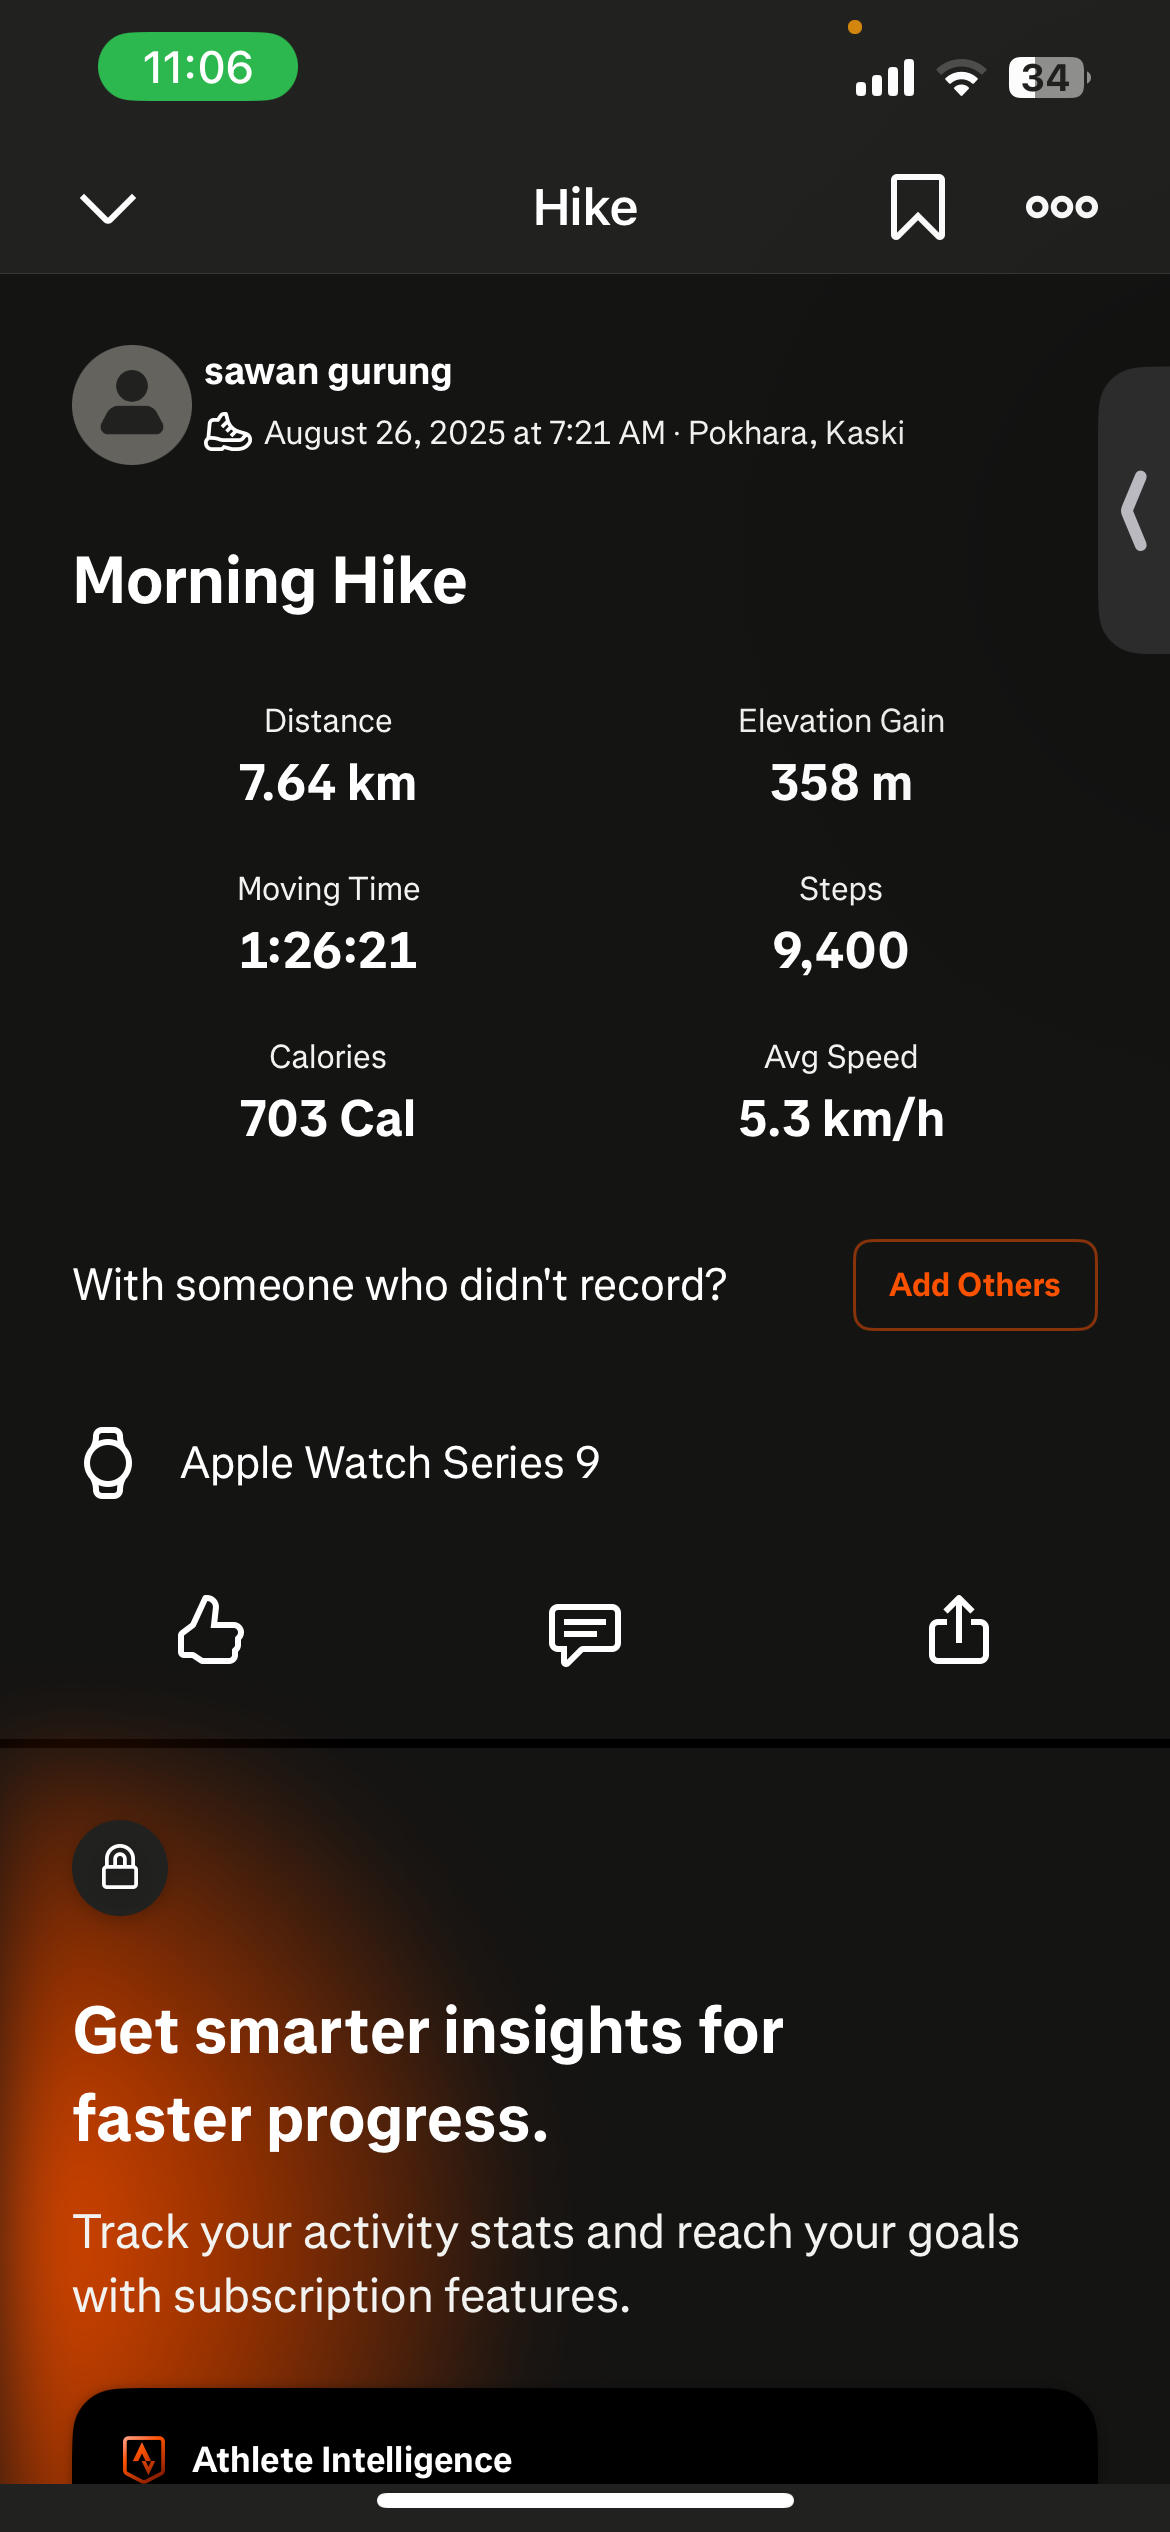 11:06
34
Hike
sawan gurung
August 26, 2025 at 7:21 AM · Pokhara, Kaski
Morning Hike
Distance
Elevation Gain
7.64 km
358 m
Moving Time
Steps
1:26:21
9,400
Calories
Avg Speed
703 Cal
5.3 km/h
With someone who didn't record?
Add Others
Apple Watch Series 9
Get smarter insights for
faster progress.
Track your activity stats and reach your goals
with subscription features.
Athlete Intelligence